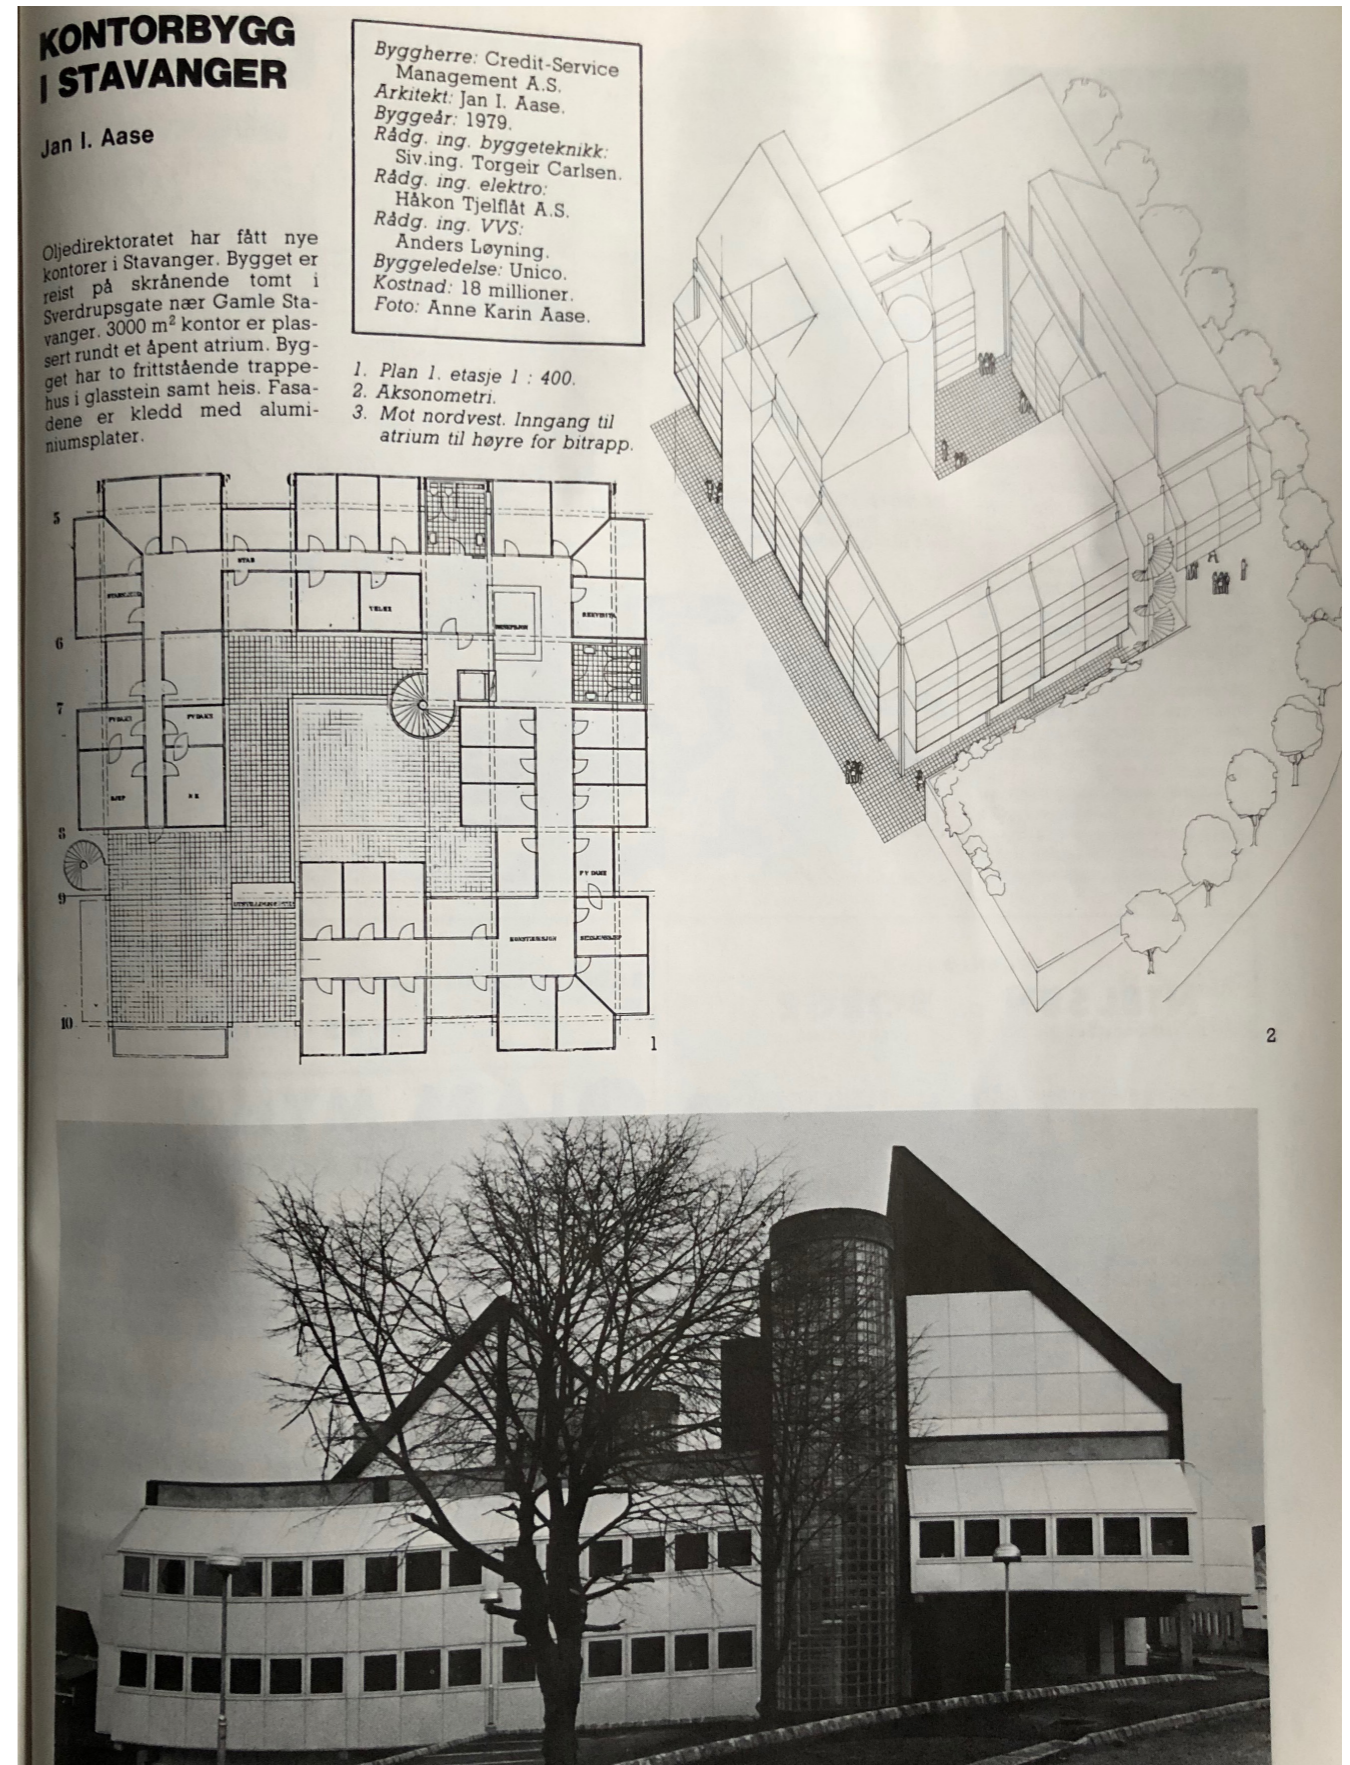 KONTORBYGG
I STAVANGER
Jan I. Aase
Oljedirektoratet har fått nye
kontorer i Stavanger. Bygget er
reist på skrånende tomt i
Sverdrupsgate nær Gamle Sta-
vanger. 3000 m² kontor er plas-
sert rundt et åpent atrium. Byg-
get har to frittstående trappe-
hus i glasstein samt heis. Fasa-
dene er kledd med alumi-
niumsplater.
Byggherre: Credit-Service
Management A.S.
Arkitekt: Jan I. Aase.
Byggeår: 1979.
Rådg. ing. byggeteknikk:
Siv.ing. Torgeir Carlsen.
Rådg. ing. elektro:
Håkon Tjelflåt A.S.
Rådg. ing. VVS:
Anders Løyning.
Byggeledelse: Unico.
Kostnad: 18 millioner.
Foto: Anne Karin Aase.
1. Plan 1. etasje 1 : 400.
2. Aksonometri.
3. Mot nordvest. Inngang til
atrium til høyre for bitrapp.
5
STAB
TELEX
6
7
8
9
10
1
2